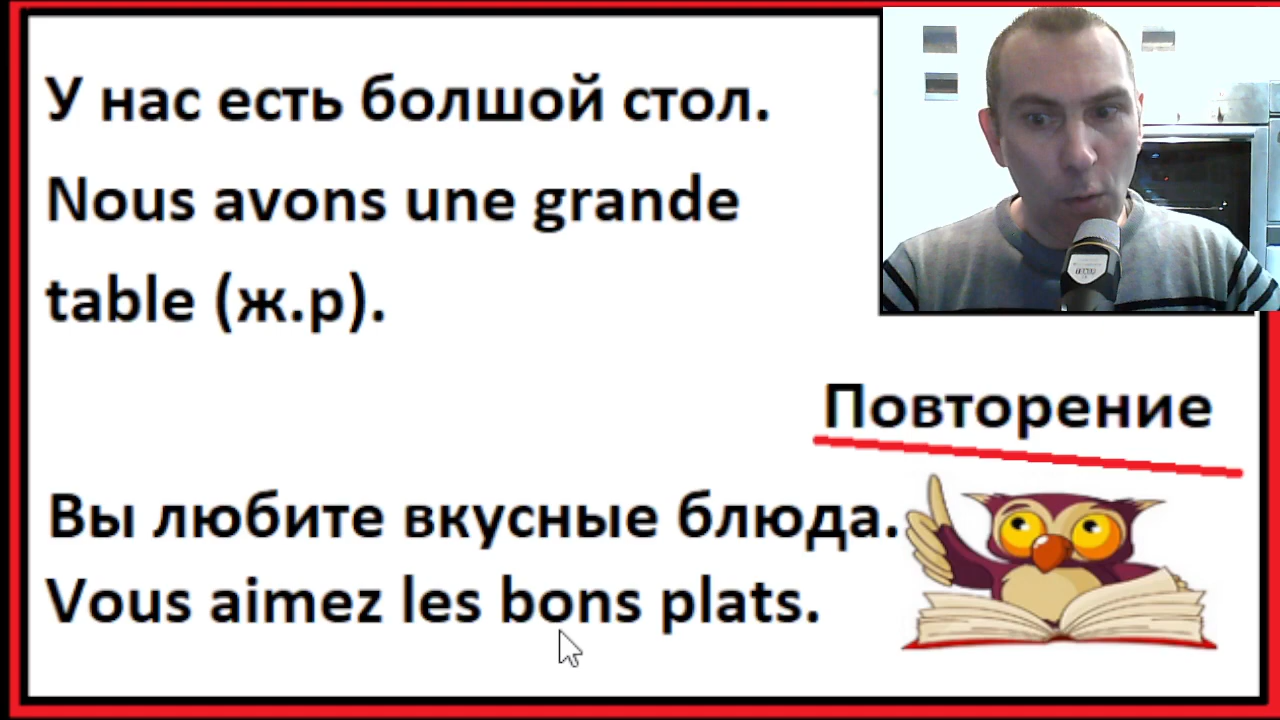 У нас есть болшой стол.
Nous avons une grande
table (ж.р).
Повторение
Вы любите вкусные блюда.
Vous aimez les bons plats.